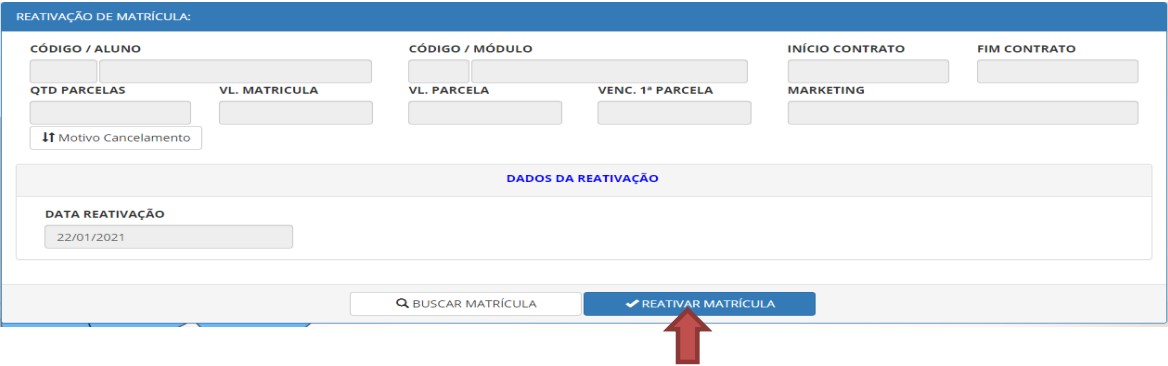 REATIVAÇÃO DE MATRÍCULA:
CÓDIGO / ALUNO CÓDIGO / MÓDULO INÍCIO CONTRATO FIM CONTRATO
QTD PARCELAS VL. MATRICULA VL. PARCELA VENC. 1ª PARCELA MARKETING
Motivo Cancelamento
DADOS DA REATIVAÇÃO
DATA REATIVAÇÃO
22/01/2021
BUSCAR MATRÍCULA REATIVAR MATRÍCULA